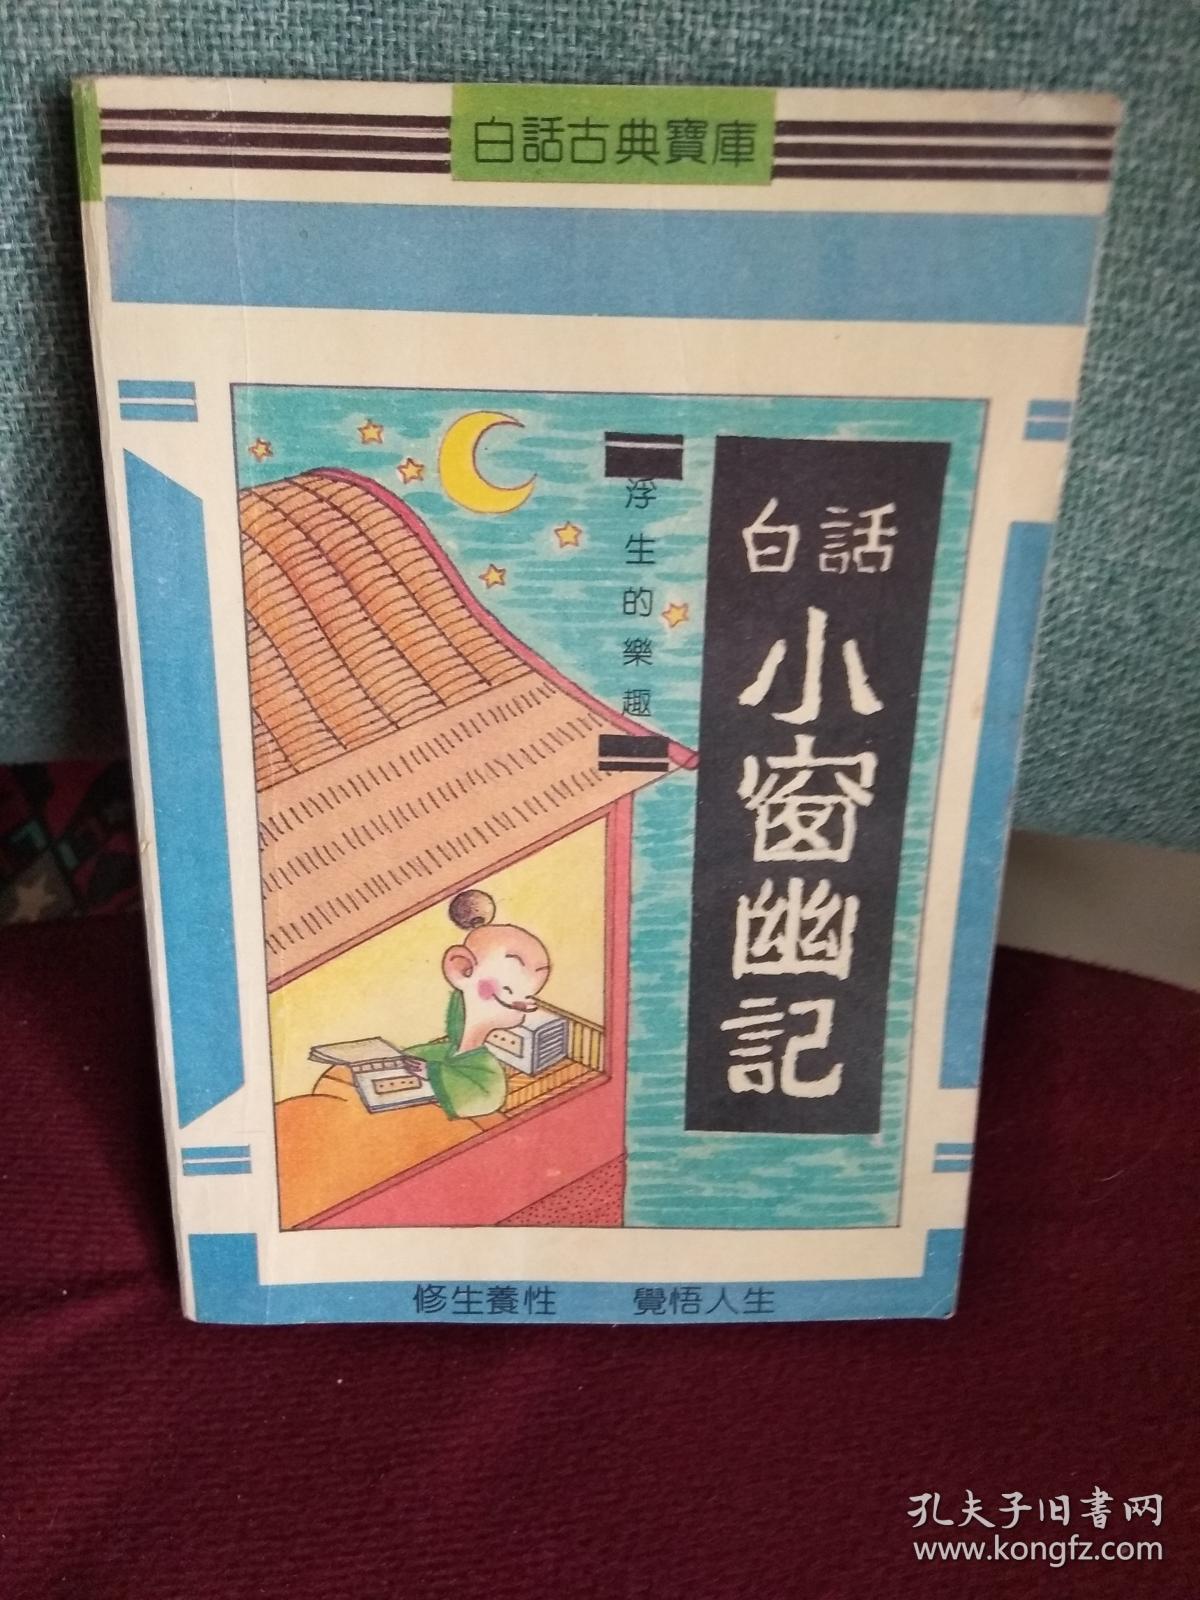 白話古典寶庫
白話
小窗幽記
浮生的樂趣
修生養性 覺悟人生
孔夫子旧書网
www.kongfz.com